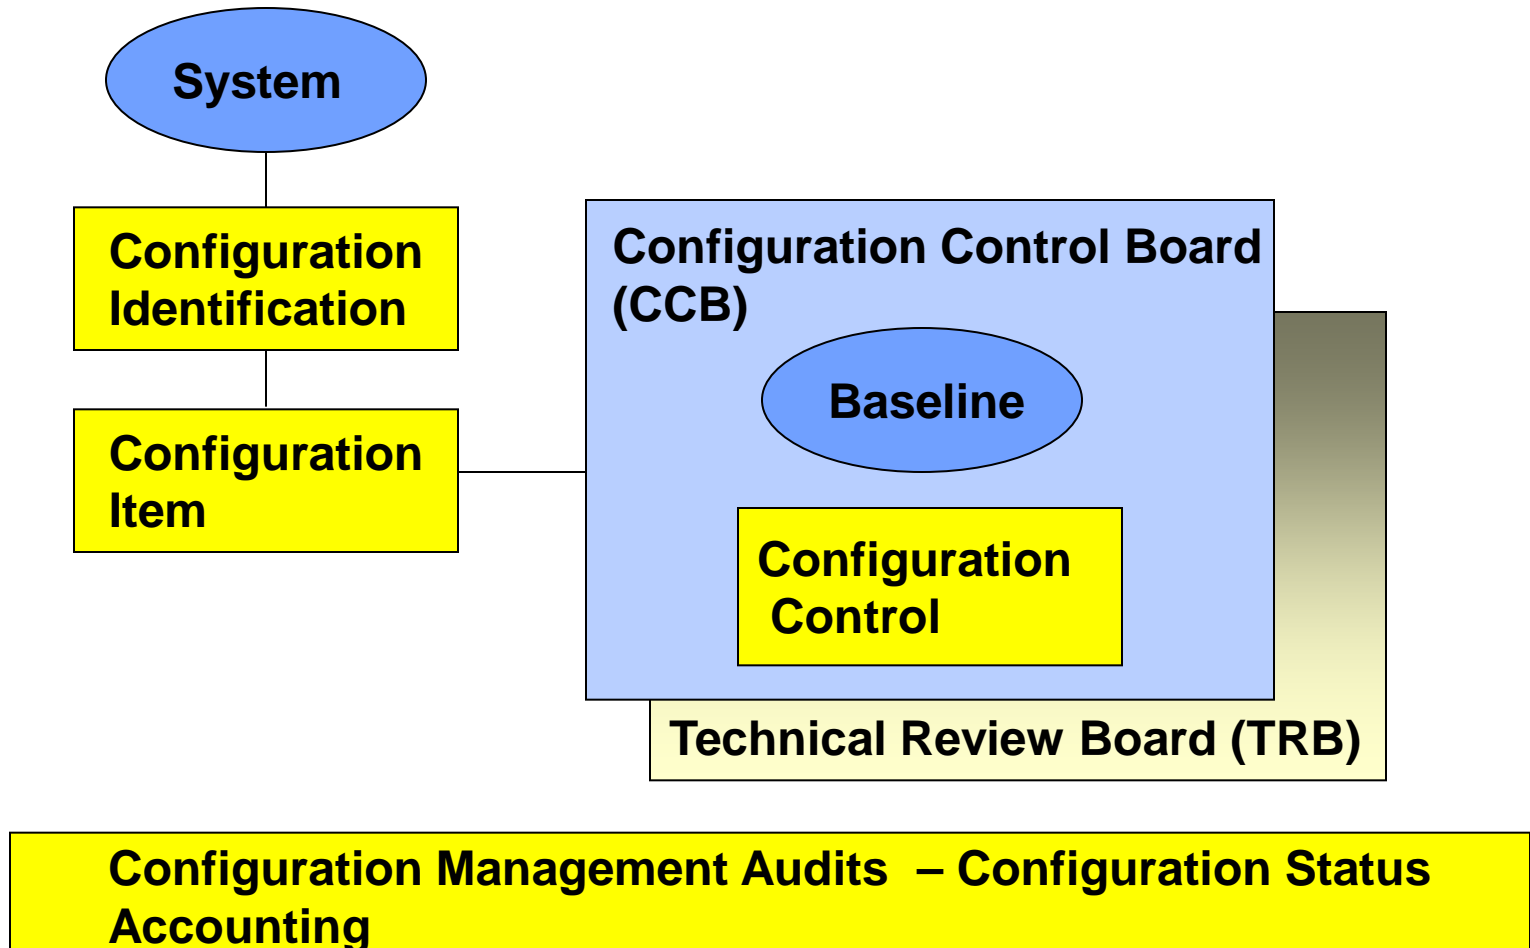 System
Configuration
Identification
Configuration
Item
Configuration Control Board
(CCB)
Baseline
Configuration
Control
Technical Review Board (TRB)
Configuration Management Audits – Configuration Status
Accounting